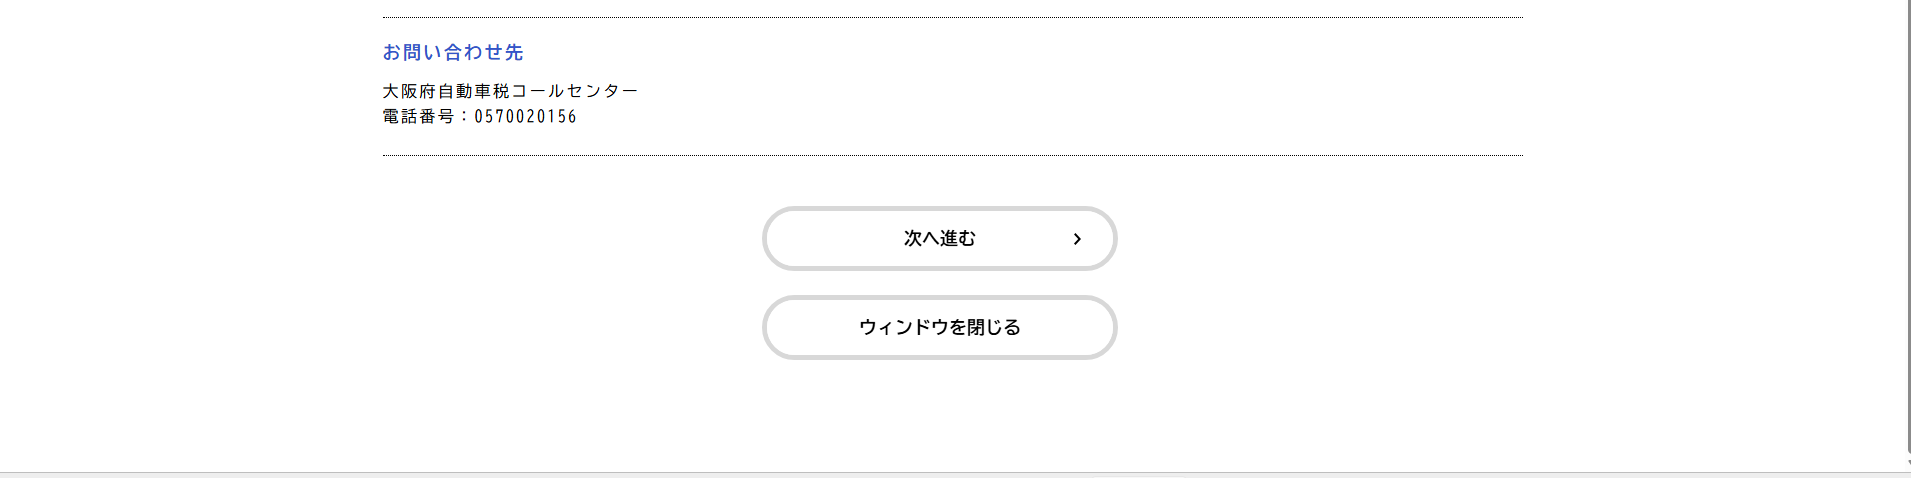 お問い合わせ先
大阪府自動車税コールセンター
電話番号：0570020156
次へ進む
ウィンドウを閉じる